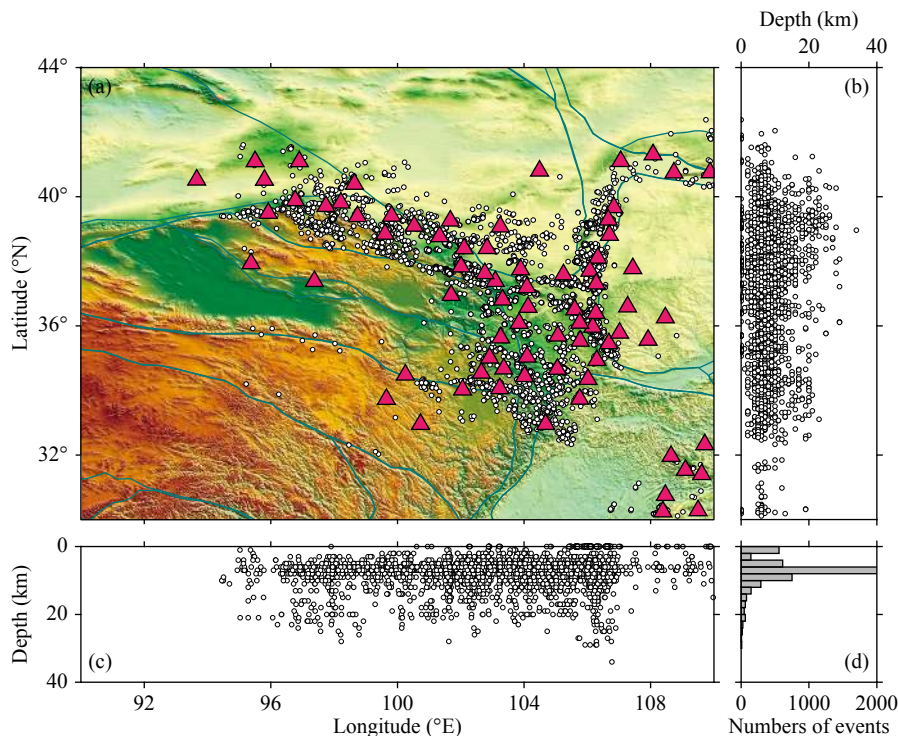 Depth (km)
0 20 40
44°
(a)
(b)
40°
Latitude (°N)
36°
32°
0
Depth (km)
20
(c)
(d)
40
92 96 100 104 108
0 1000 2000
Longitude (°E)
Numbers of events